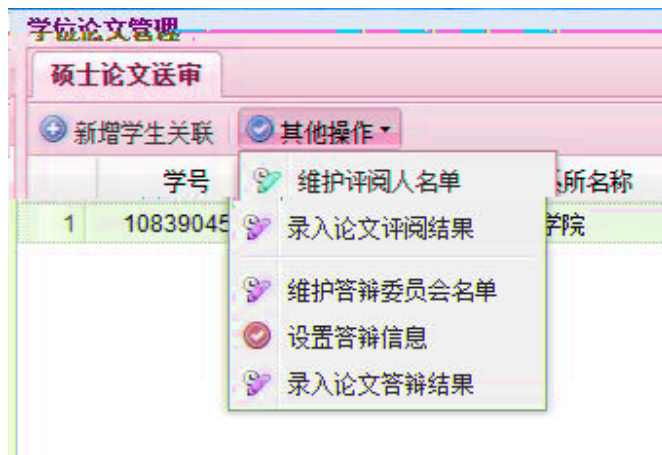 学位论文管理
硕士论文送审
新增学生关联 其他操作
学号 所名称
1 10839045 学院
维护评阅人名单
录入论文评阅结果
维护答辩委员会名单
设置答辩信息
录入论文答辩结果